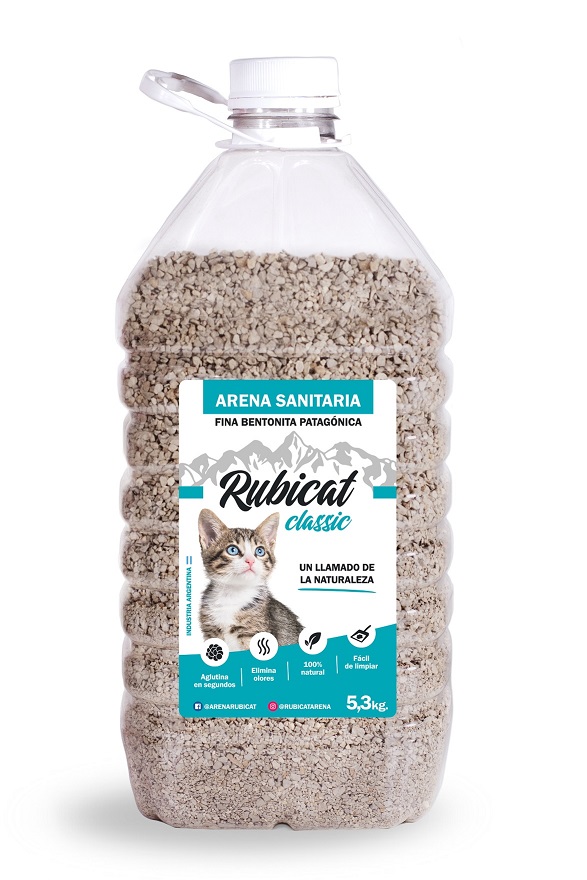 ARENA SANITARIA
FINA BENTONITA PATAGÓNICA
Rubicat
classic
UN LLAMADO DE
LA NATURALEZA
INDUSTRIA ARGENTINA
Aglutina
en segundos
Elimina
olores
100%
natural
Fácil
de limpiar
@ARENARUBICAT
@RUBICATARENA
5,3kg.